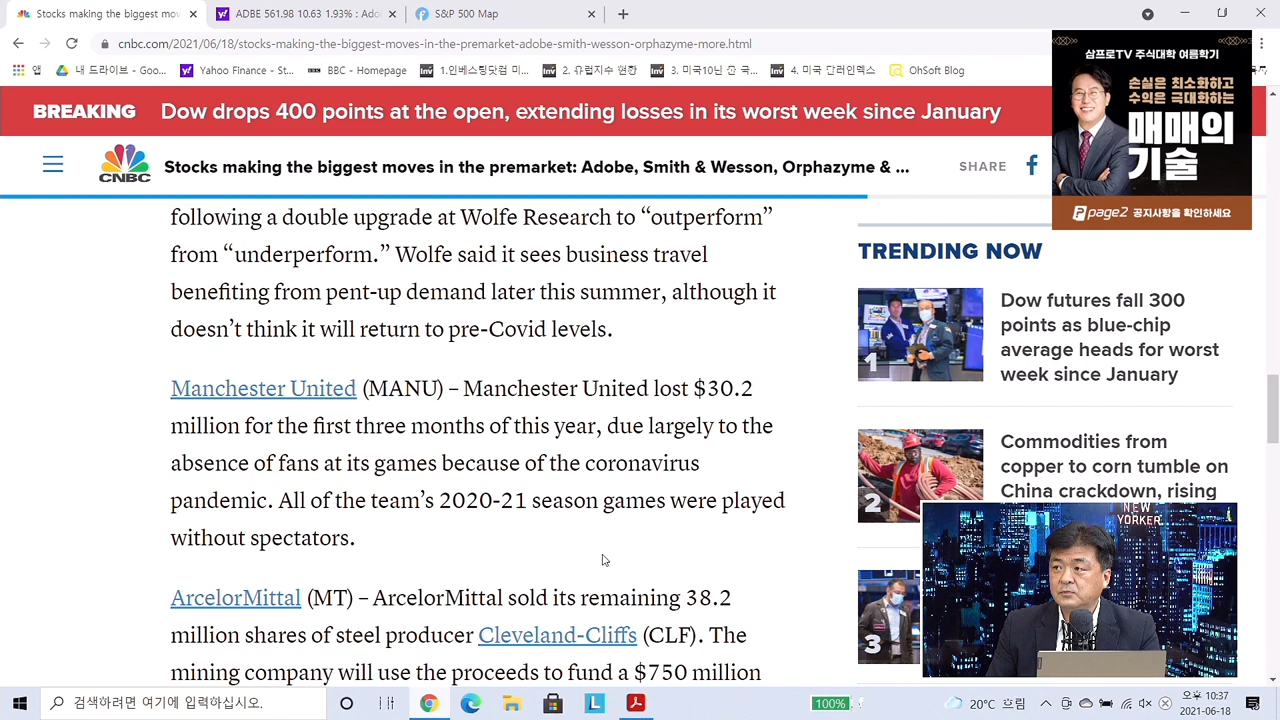 Stocks making the biggest mov
ADBE 561.98 10.63 1.93% : Ado
S&P 500 Map
cnbc.com/2021/06/18/stocks-making-the-biggest-moves-in-the-premarket-adobe-smith-wesson-orphazyme-more.html
앱
내 드라이브 - Goo...
Yahoo Finance - St...
BBC - Homepage
1.인베스팅닷컴 미...
2. 유럽지수 현황
3. 미국10년 만 국...
4. 미국 달러인덱스
OhSoft Blog
BREAKING
Dow drops 400 points at the open, extending losses in its worst week since January
CNBC
Stocks making the biggest moves in the premarket: Adobe, Smith & Wesson, Orphazyme & ...
SHARE
삼프로TV 주식대학 여름학기
손실은 최소화하고
수익은 극대화하는
매매의
기술
page2 공지사항을 확인하세요
following a double upgrade at Wolfe Research to “outperform”
from “underperform.” Wolfe said it sees business travel
benefiting from pent-up demand later this summer, although it
doesn’t think it will return to pre-Covid levels.
Manchester United (MANU) – Manchester United lost $30.2
million for the first three months of this year, due largely to the
absence of fans at its games because of the coronavirus
pandemic. All of the team’s 2020-21 season games were played
without spectators.
ArcelorMittal (MT) – ArcelorMittal sold its remaining 38.2
million shares of steel producer Cleveland-Cliffs (CLF). The
mining company will use the proceeds to fund a $750 million
TRENDING NOW
1
Dow futures fall 300
points as blue-chip
average heads for worst
week since January
2
Commodities from
copper to corn tumble on
China crackdown, rising
3
NEW
YORKER
검색하려면 여기에 입력하십시오.
100%
20°C 흐림
오후 10:37
2021-06-18